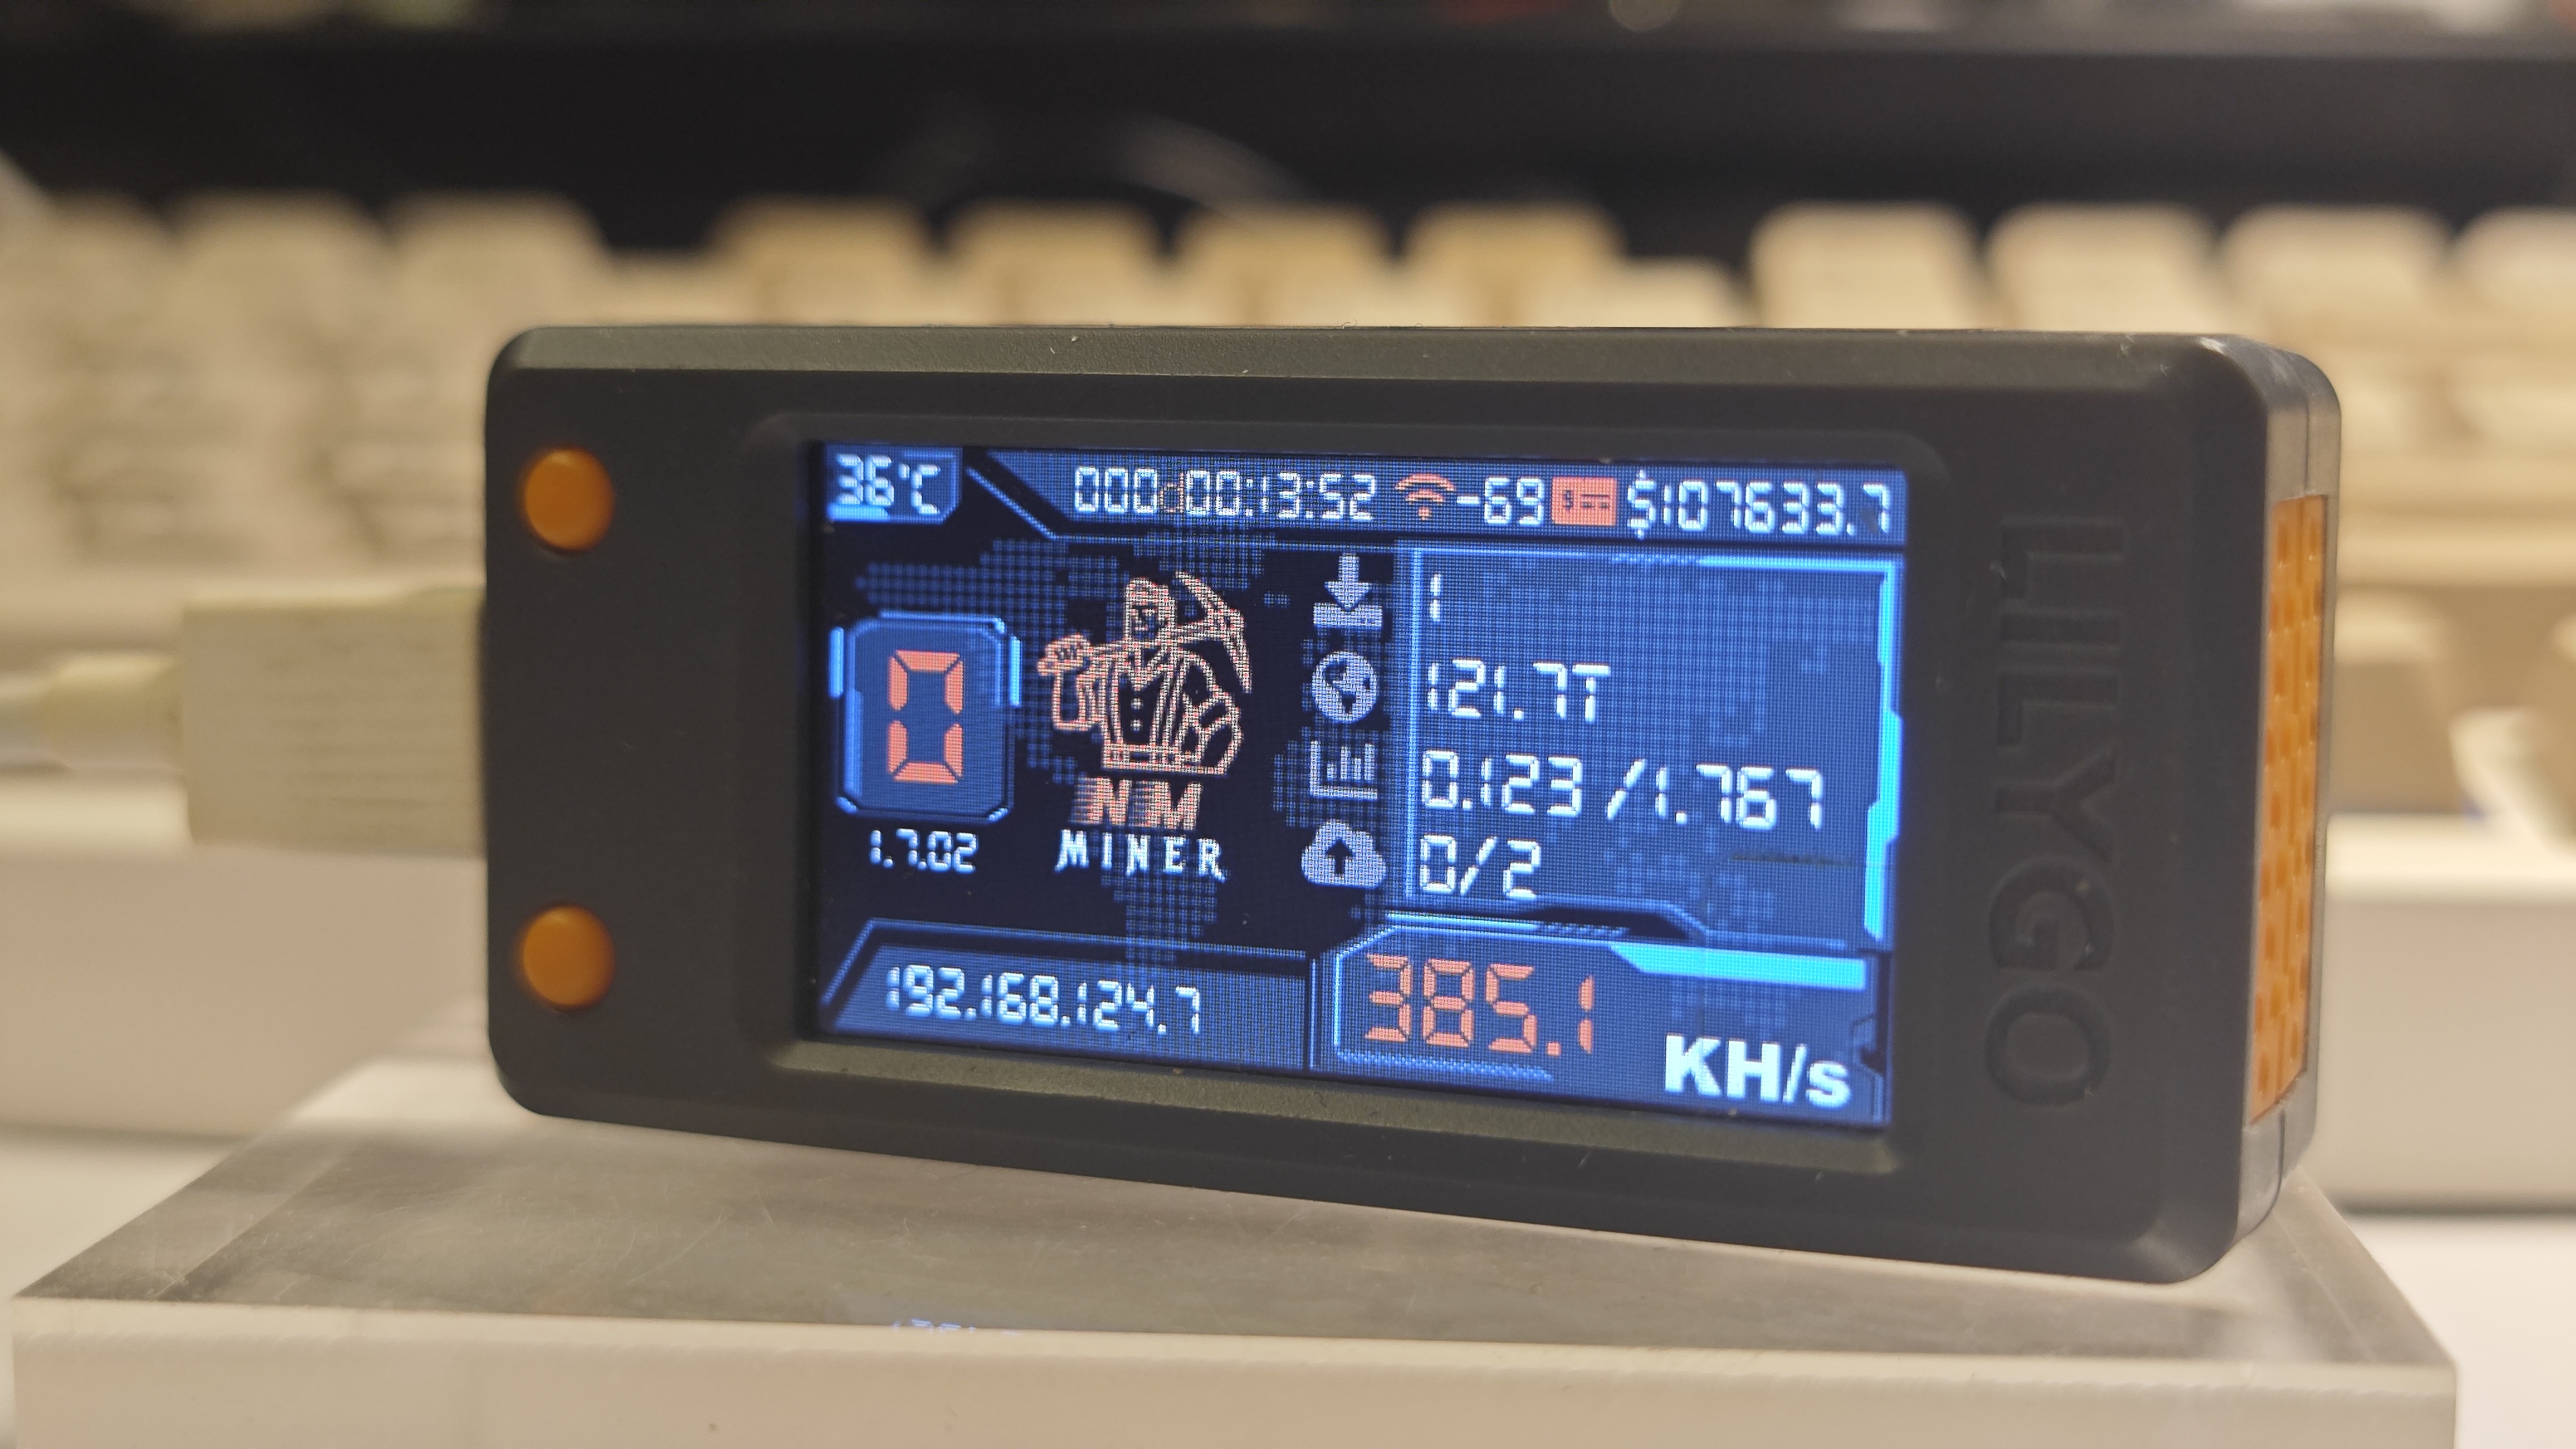 36°C
000d00:13:52 -69 $107633.7
1
121.7T
0.123 /1.767
0/2
0
1.7.02
NM
MINER
192.168.124.7
385.1
KH/s
LILYGO